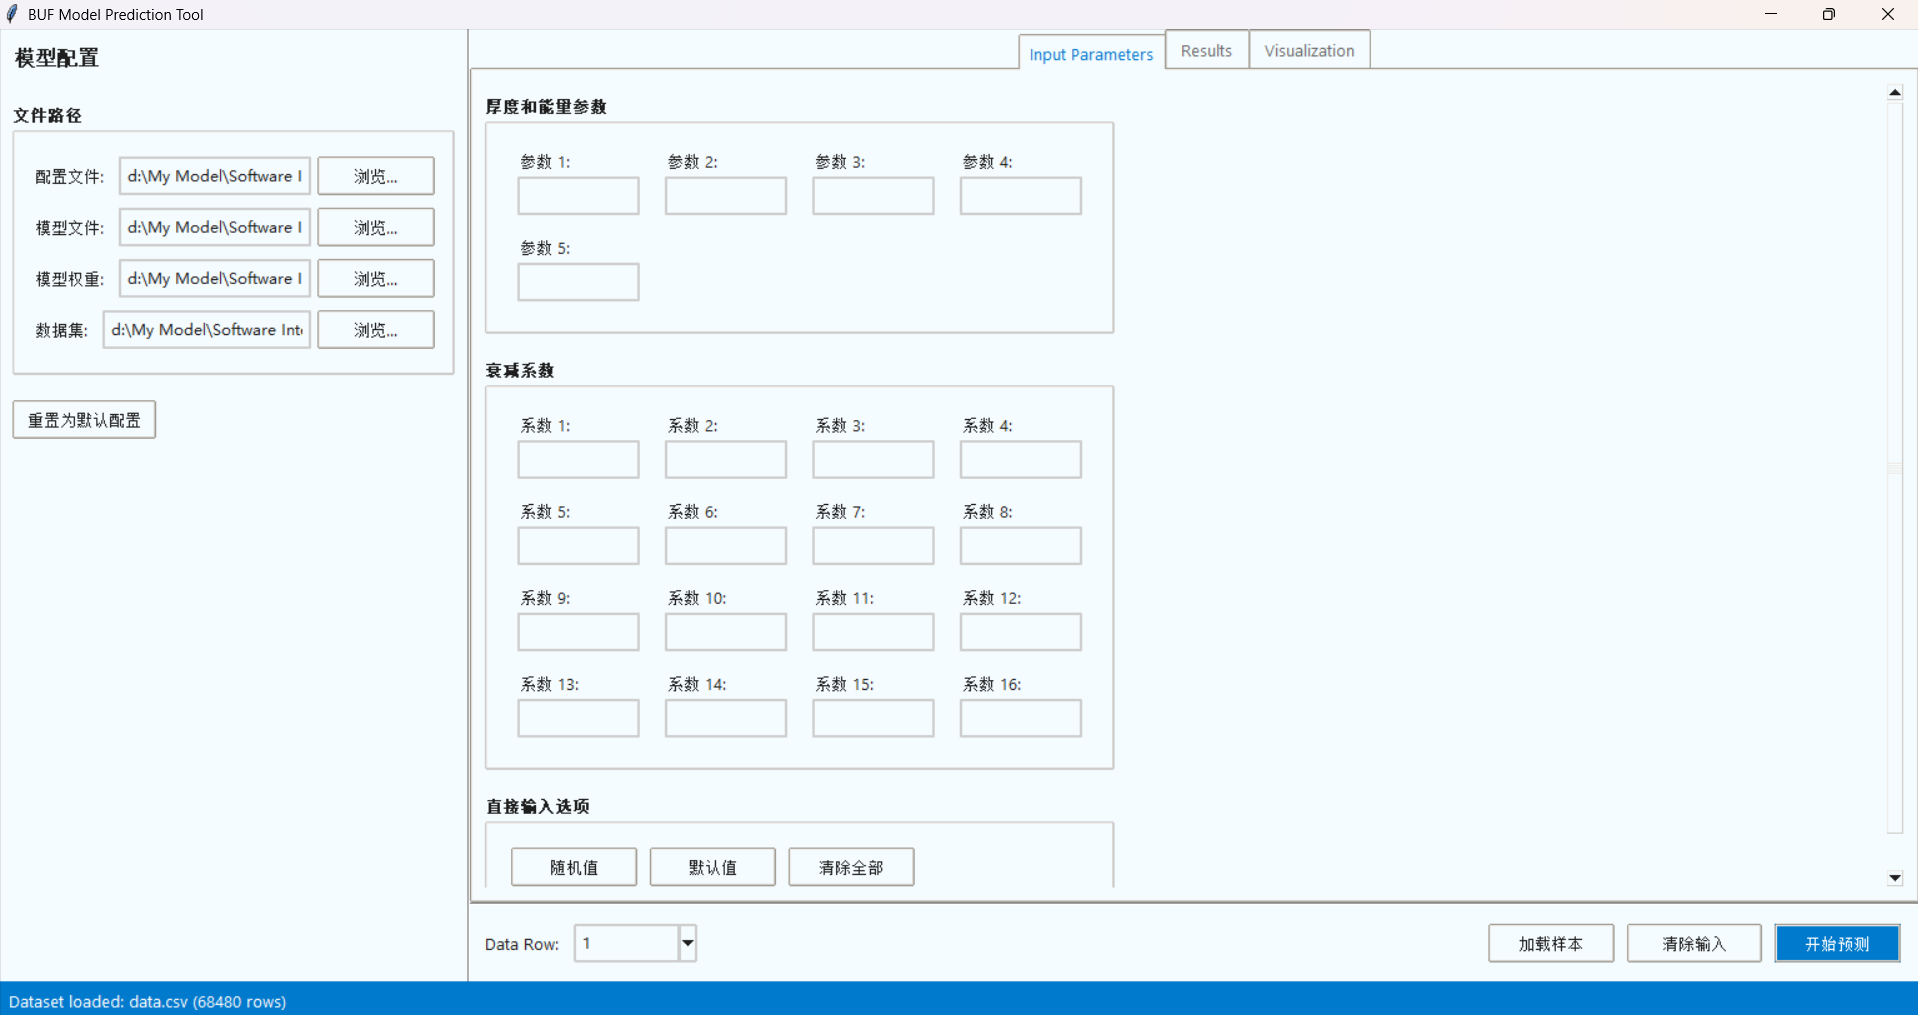 BUF Model Prediction Tool
模型配置
文件路径
配置文件: d:\My Model\Software I 浏览...
模型文件: d:\My Model\Software I 浏览...
模型权重: d:\My Model\Software I 浏览...
数据集: d:\My Model\Software Int 浏览...
重置为默认配置
Input Parameters Results Visualization
厚度和能量参数
参数 1: 参数 2: 参数 3: 参数 4:
参数 5:
衰减系数
系数 1: 系数 2: 系数 3: 系数 4:
系数 5: 系数 6: 系数 7: 系数 8:
系数 9: 系数 10: 系数 11: 系数 12:
系数 13: 系数 14: 系数 15: 系数 16:
直接输入选项
随机值 默认值 清除全部
Data Row: 1 加载样本 清除输入 开始预测
Dataset loaded: data.csv (68480 rows)